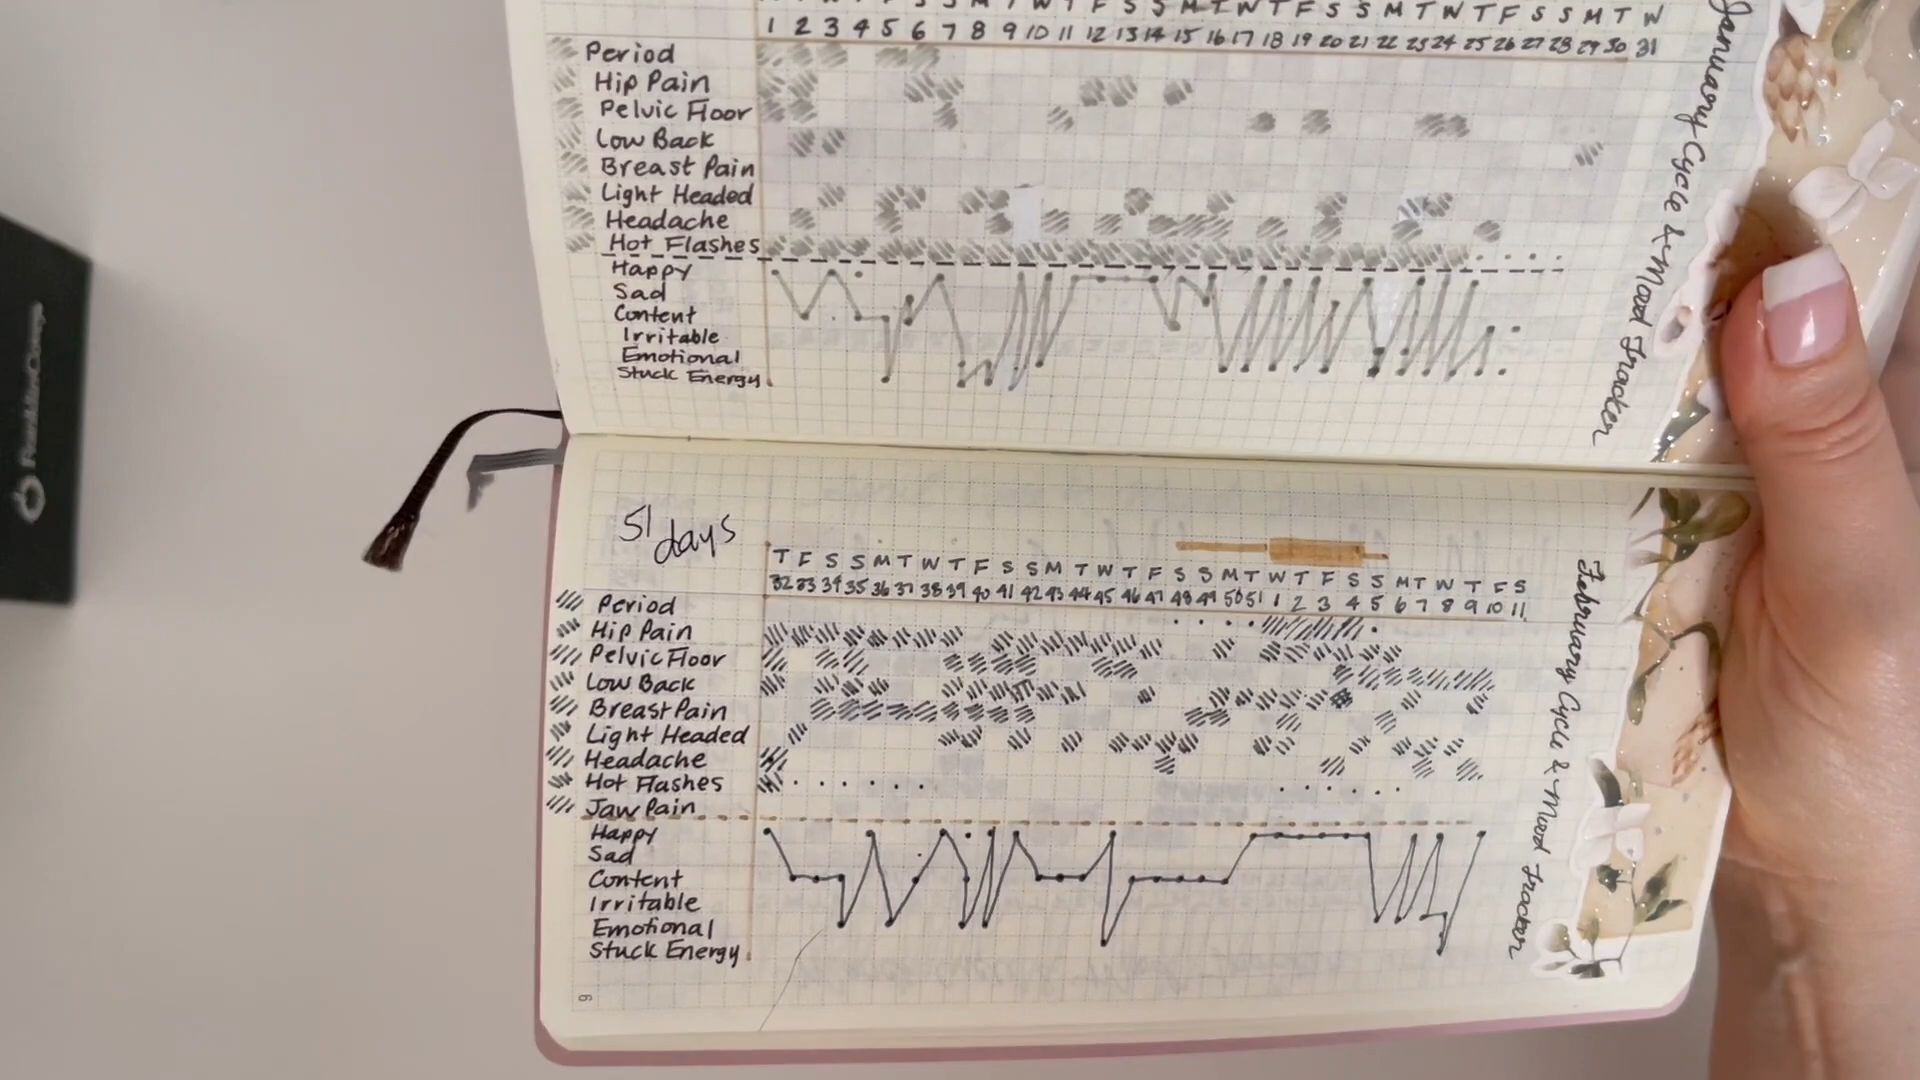 1 2 3 4 5 6 7 8 9 10 11 12 13 14 15 16 17 18 19 20 21 22 23 24 25 26 27 28 29 30 31
Period
Hip Pain
Pelvic Floor
Low Back
Breast Pain
Light Headed
Headache
Hot Flashes
Happy
Sad
Content
Irritable
Emotional
Stuck Energy
January Cycle & Mood Tracker
51 days
T F S S M T W T F S S M T W T F S S M T W T F S S M T W T F S
32 33 34 35 36 37 38 39 40 41 42 43 44 45 46 47 48 49 50 51 1 2 3 4 5 6 7 8 9 10 11
Period
Hip Pain
Pelvic Floor
Low Back
Breast Pain
Light Headed
Headache
Hot Flashes
Jaw Pain
Happy
Sad
Content
Irritable
Emotional
Stuck Energy
February Cycle & Mood Tracker
6